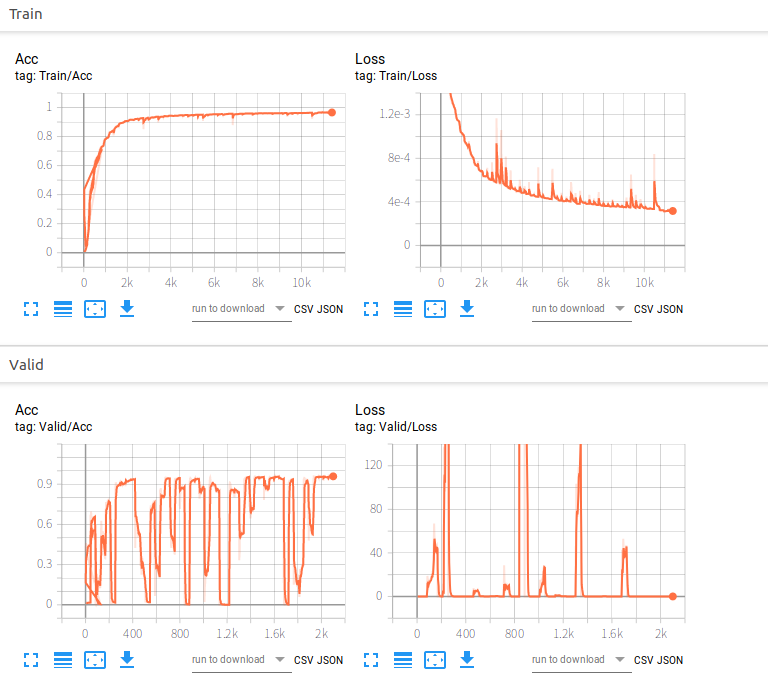 Train
Acc
tag: Train/Acc
1
0.8
0.6
0.4
0.2
0
0 2k 4k 6k 8k 10k
run to download CSV JSON
Loss
tag: Train/Loss
1.2e-3
8e-4
4e-4
0
0 2k 4k 6k 8k 10k
run to download CSV JSON
Valid
Acc
tag: Valid/Acc
0.9
0.6
0.3
0
0 400 800 1.2k 1.6k 2k
run to download CSV JSON
Loss
tag: Valid/Loss
120
80
40
0
0 400 800 1.2k 1.6k 2k
run to download CSV JSON